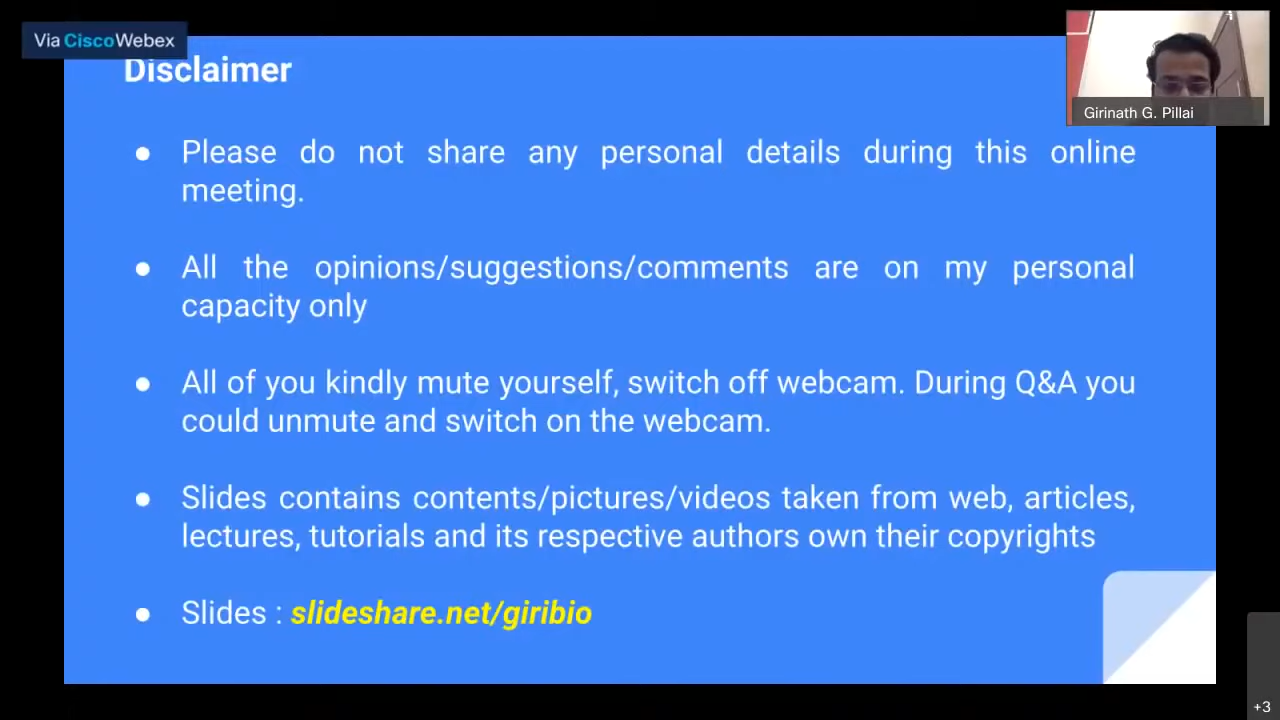 Via CiscoWebex
Disclaimer
Girinath G. Pillai
● Please do not share any personal details during this online
meeting.
● All the opinions/suggestions/comments are on my personal
capacity only
● All of you kindly mute yourself, switch off webcam. During Q&A you
could unmute and switch on the webcam.
● Slides contains contents/pictures/videos taken from web, articles,
lectures, tutorials and its respective authors own their copyrights
● Slides : slideshare.net/giribio
+3